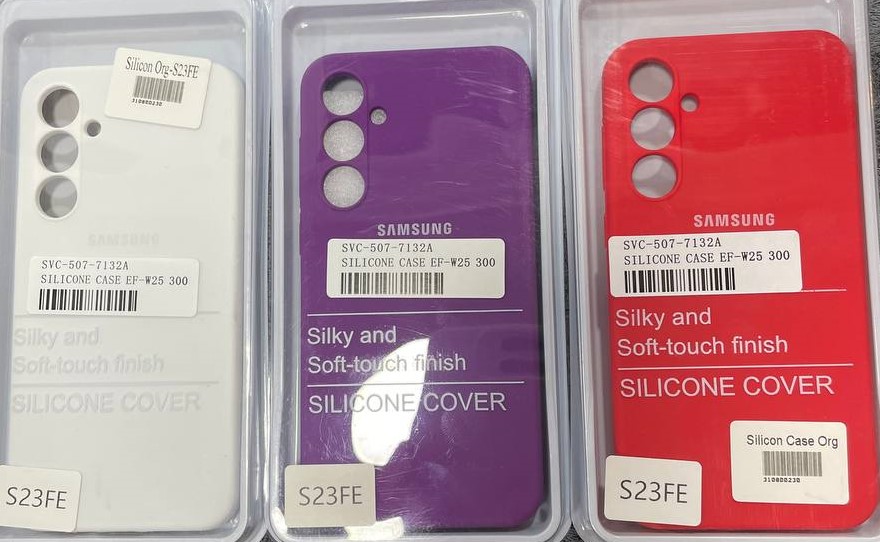 Silicon Org-S23FE
310800230
SAMSUNG
SVC-507-7132A
SILICONE CASE EF-W25 300
Silky and
Soft-touch finish
SILICONE COVER
S23FE
SAMSUNG
SVC-507-7132A
SILICONE CASE EF-W25 300
Silky and
Soft-touch finish
SILICONE COVER
S23FE
SAMSUNG
SVC-507-7132A
SILICONE CASE EF-W25 300
Silky and
Soft-touch finish
SILICONE COVER
Silicon Case Org
310800230
S23FE